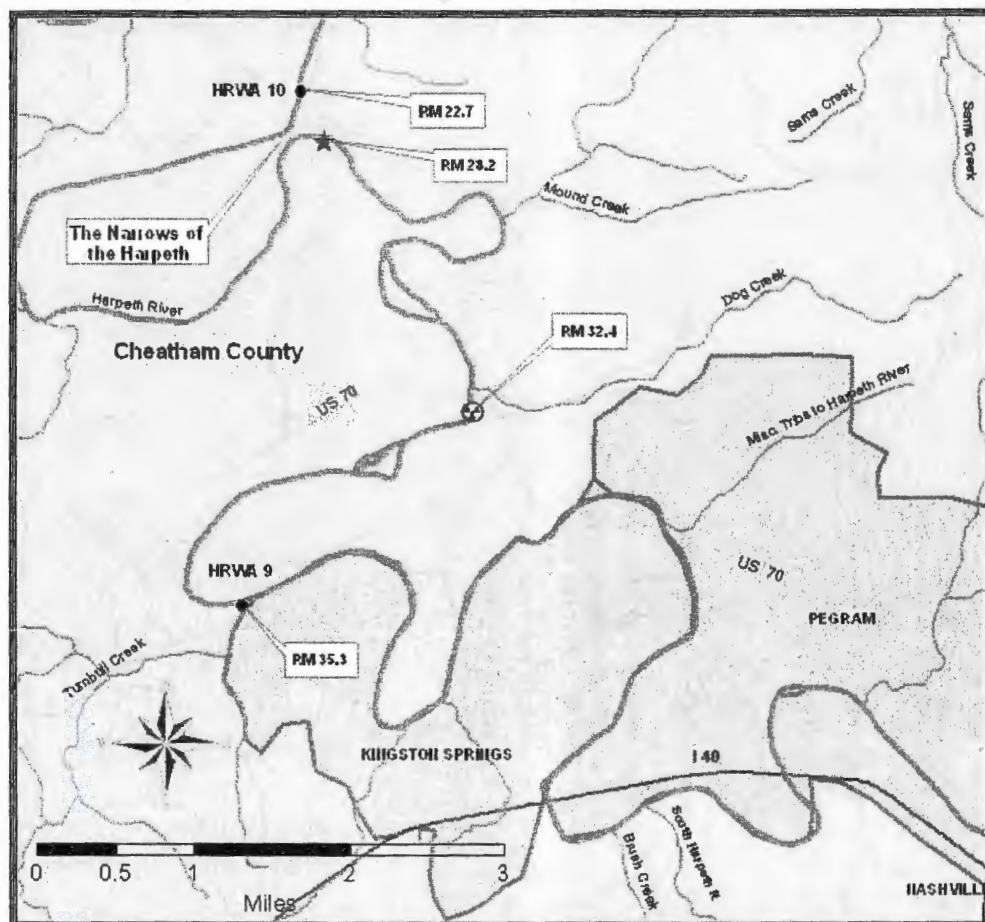 HRWA 10
RM 22.7
Sams Creek
Sams Creek
RM 28.2
Mound Creek
The Narrows of
the Harpeth
Harpeth River
Dog Creek
RM 32.4
Cheatham County
US 70
Misc Tribs to Harpeth River
HRWA 9
US 70
PEGRAM
RM 35.3
Turnbull Creek
KINGSTON SPRINGS
I 40
South Harpeth R
Brush Creek
0 0.5 1 2 3
Miles
NASHVILLE